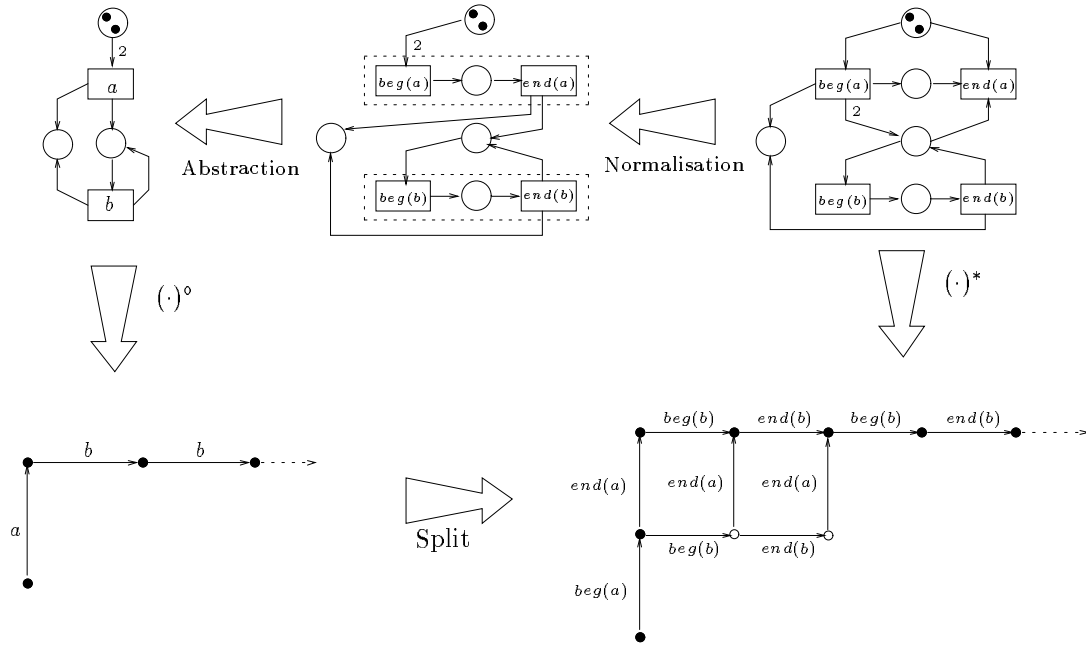 2
a
b
Abstraction
2
beg(a)
end(a)
beg(b)
end(b)
Normalisation
beg(a)
end(a)
2
beg(b)
end(b)
(·)◊
(·)*
b
b
a
Split
beg(b)
end(b)
beg(b)
end(b)
end(a)
end(a)
end(a)
beg(b)
end(b)
beg(a)